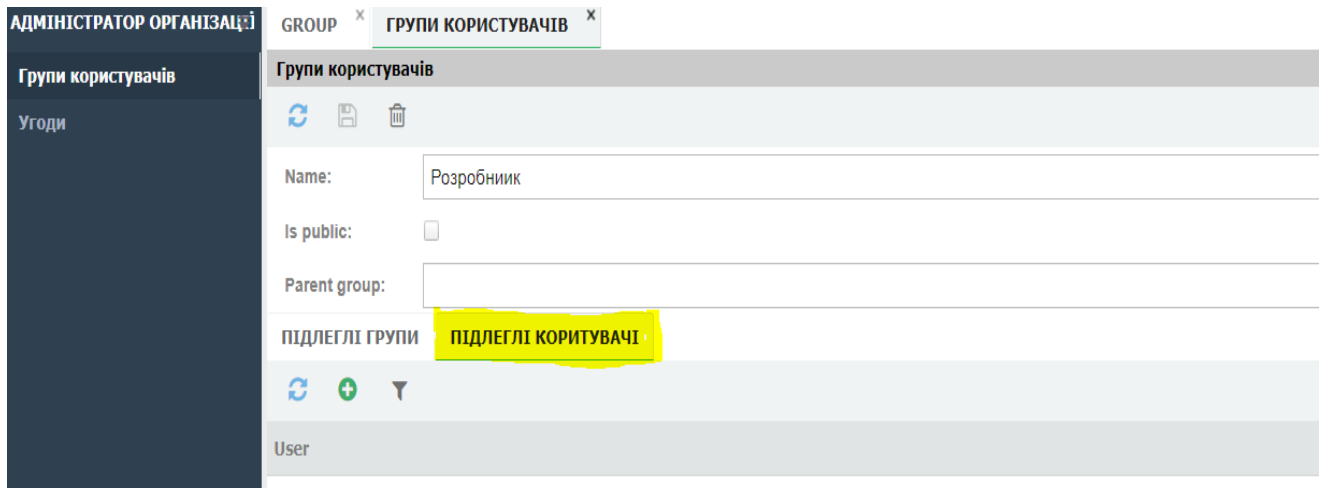 АДМІНІСТРАТОР ОРГАНІЗАЦІЇ
Групи користувачів
Угоди
GROUP x ГРУПИ КОРИСТУВАЧІВ x
Групи користувачів
Name: Розробниик
Is public:
Parent group:
ПІДЛЕГЛІ ГРУПИ ПІДЛЕГЛІ КОРИТУВАЧІ
User